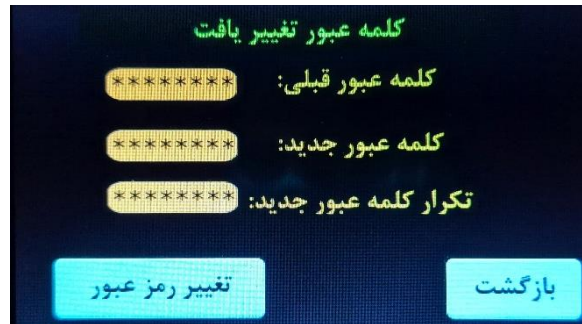 کلمه عبور تغییر یافت
کلمه عبور قبلی: ********
کلمه عبور جدید: ********
تکرار کلمه عبور جدید: ********
بازگشت تغییر رمز عبور